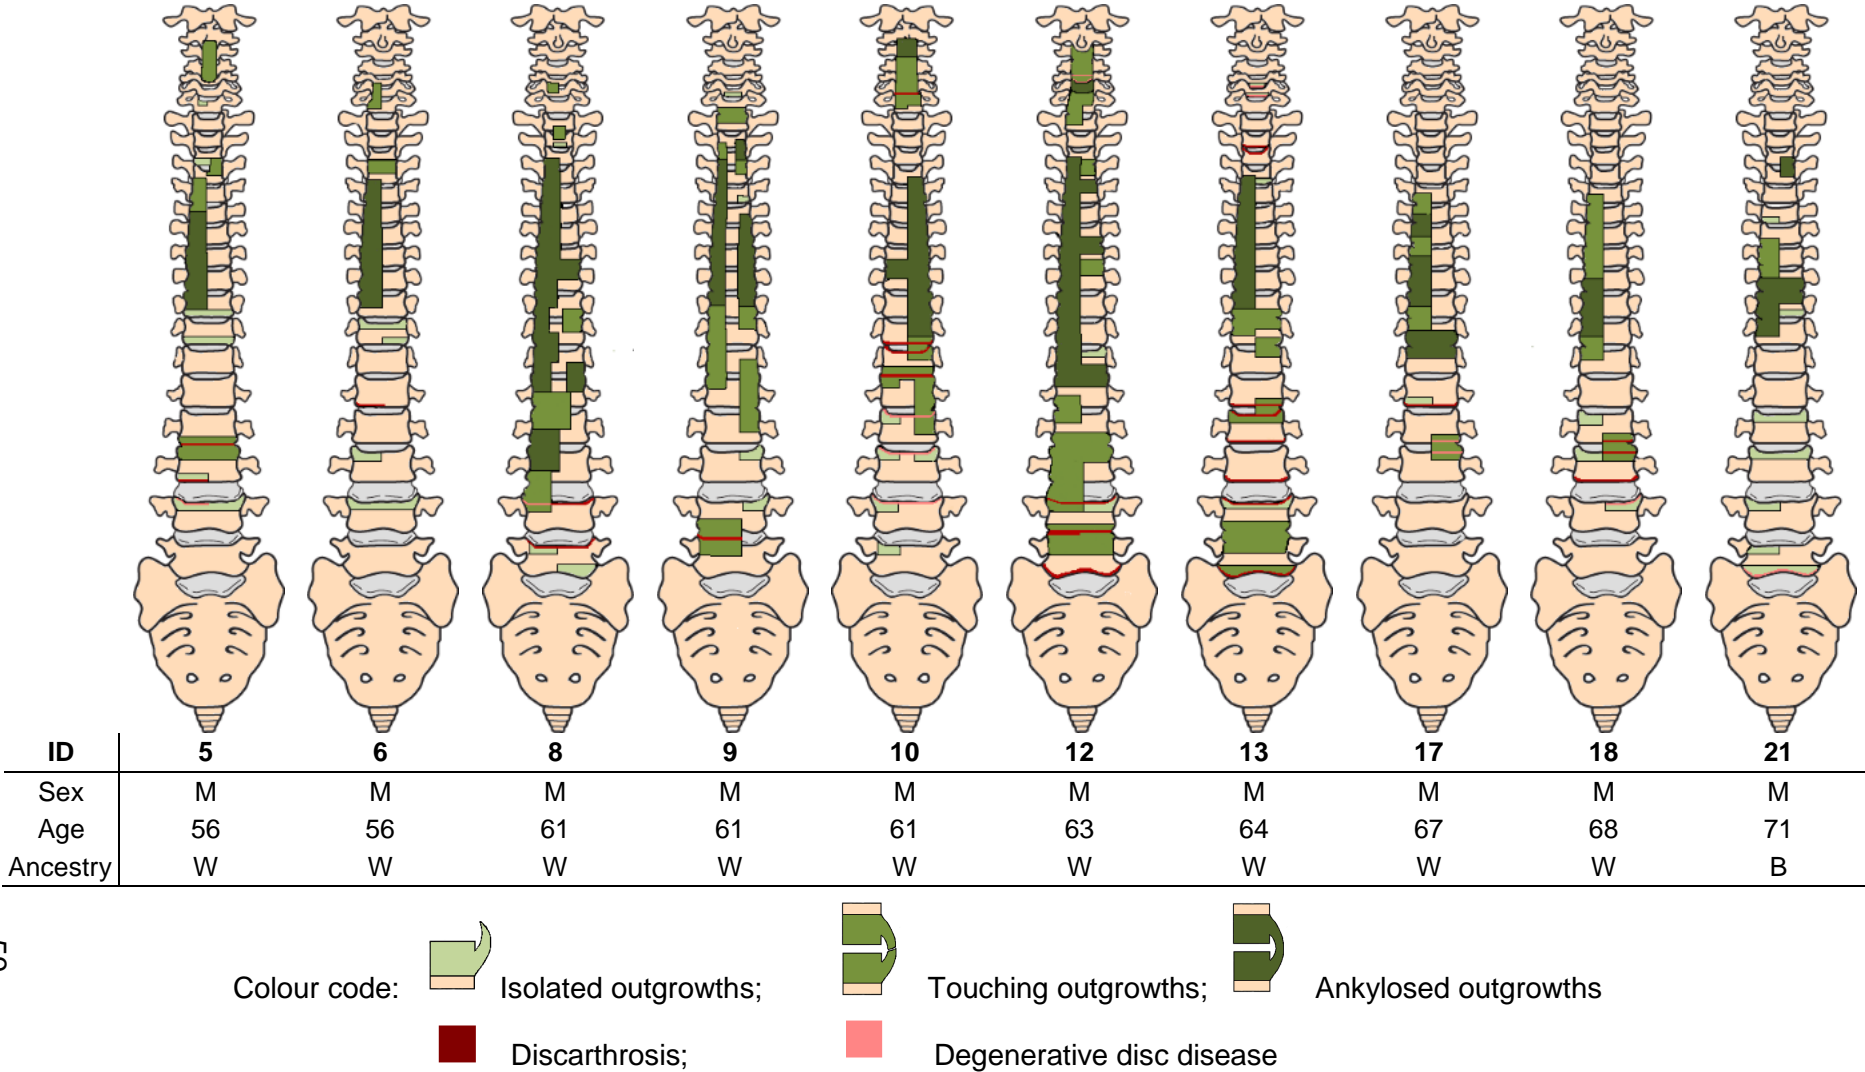 ID 5 6 8 9 10 12 13 17 18 21
Sex M M M M M M M M M M
Age 56 56 61 61 61 63 64 67 68 71
Ancestry W W W W W W W W W B
Colour code: Isolated outgrowths; Touching outgrowths; Ankylosed outgrowths
Discarthrosis; Degenerative disc disease